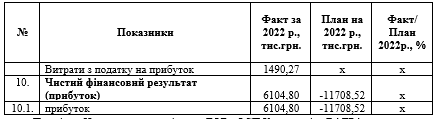 № Показники Факт за 2022 р., тис.грн. План на 2022 р., тис.грн. Факт/ План 2022р., %
Витрати з податку на прибуток 1490,27 х х
10. Чистий фінансовий результат (прибуток) 6104,80 -11708,52 х
10.1. прибуток 6104,80 -11708,52 х